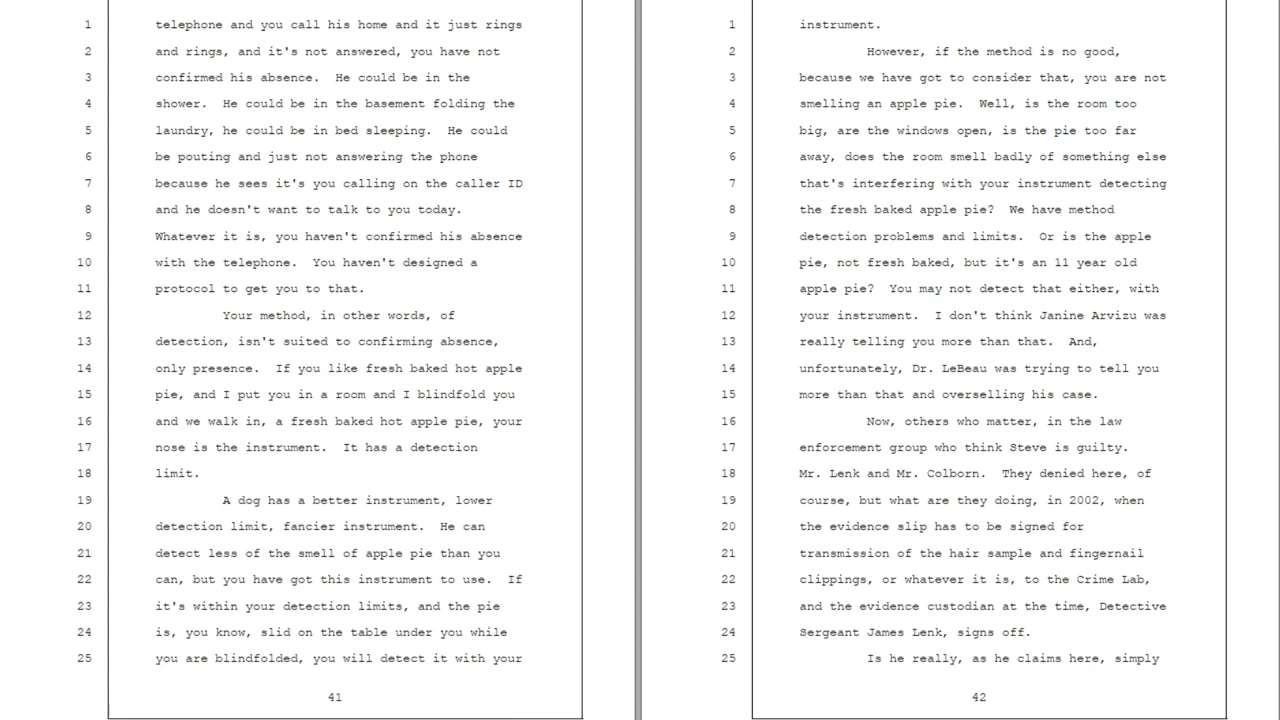 1 telephone and you call his home and it just rings
2 and rings, and it's not answered, you have not
3 confirmed his absence.  He could be in the
4 shower.  He could be in the basement folding the
5 laundry, he could be in bed sleeping.  He could
6 be pouting and just not answering the phone
7 because he sees it's you calling on the caller ID
8 and he doesn't want to talk to you today.
9 Whatever it is, you haven't confirmed his absence
10 with the telephone.  You haven't designed a
11 protocol to get you to that.
12 Your method, in other words, of
13 detection, isn't suited to confirming absence,
14 only presence.  If you like fresh baked hot apple
15 pie, and I put you in a room and I blindfold you
16 and we walk in, a fresh baked hot apple pie, your
17 nose is the instrument.  It has a detection
18 limit.
19 A dog has a better instrument, lower
20 detection limit, fancier instrument.  He can
21 detect less of the smell of apple pie than you
22 can, but you have got this instrument to use.  If
23 it's within your detection limits, and the pie
24 is, you know, slid on the table under you while
25 you are blindfolded, you will detect it with your
41
1 instrument.
2 However, if the method is no good,
3 because we have got to consider that, you are not
4 smelling an apple pie.  Well, is the room too
5 big, are the windows open, is the pie too far
6 away, does the room smell badly of something else
7 that's interfering with your instrument detecting
8 the fresh baked apple pie?  We have method
9 detection problems and limits.  Or is the apple
10 pie, not fresh baked, but it's an 11 year old
11 apple pie?  You may not detect that either, with
12 your instrument.  I don't think Janine Arvizu was
13 really telling you more than that.  And,
14 unfortunately, Dr. LeBeau was trying to tell you
15 more than that and overselling his case.
16 Now, others who matter, in the law
17 enforcement group who think Steve is guilty.
18 Mr. Lenk and Mr. Colborn.  They denied here, of
19 course, but what are they doing, in 2002, when
20 the evidence slip has to be signed for
21 transmission of the hair sample and fingernail
22 clippings, or whatever it is, to the Crime Lab,
23 and the evidence custodian at the time, Detective
24 Sergeant James Lenk, signs off.
25 Is he really, as he claims here, simply
42